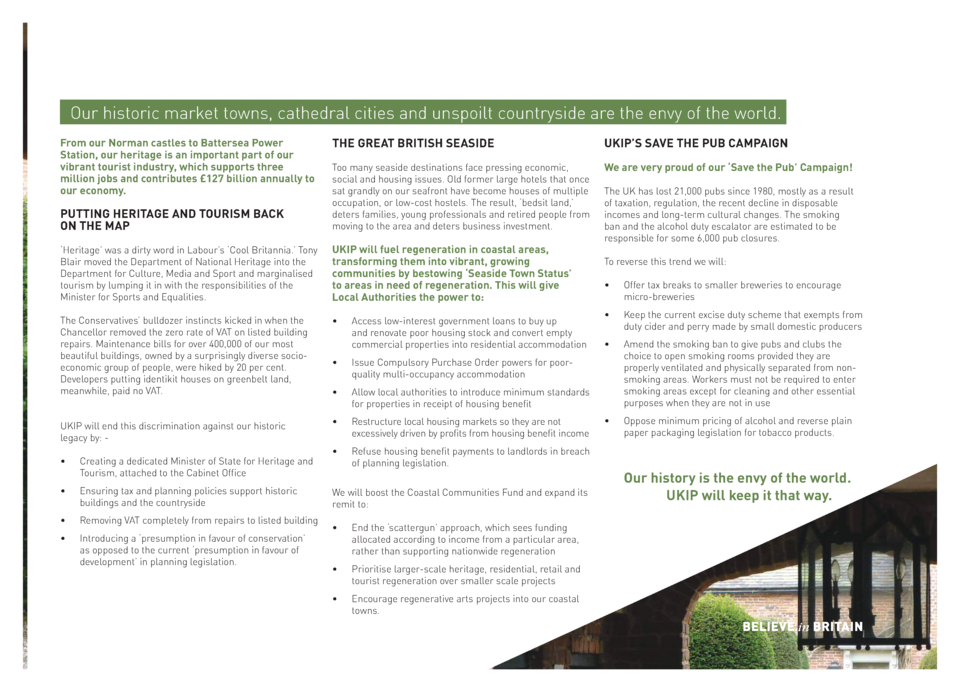 Our historic market towns, cathedral cities and unspoilt countryside are the envy of the world.
From our Norman castles to Battersea Power
Station, our heritage is an important part of our
vibrant tourist industry, which supports three
million jobs and contributes £127 billion annually to
our economy.
PUTTING HERITAGE AND TOURISM BACK
ON THE MAP
'Heritage' was a dirty word in Labour's 'Cool Britannia.' Tony
Blair moved the Department of National Heritage into the
Department for Culture, Media and Sport and marginalised
tourism by lumping it in with the responsibilities of the
Minister for Sports and Equalities.
The Conservatives' bulldozer instincts kicked in when the
Chancellor removed the zero rate of VAT on listed building
repairs. Maintenance bills for over 400,000 of our most
beautiful buildings, owned by a surprisingly diverse socio-
economic group of people, were hiked by 20 per cent.
Developers putting identikit houses on greenbelt land,
meanwhile, paid no VAT.
UKIP will end this discrimination against our historic
legacy by: -
• Creating a dedicated Minister of State for Heritage and
Tourism, attached to the Cabinet Office
• Ensuring tax and planning policies support historic
buildings and the countryside
• Removing VAT completely from repairs to listed building
• Introducing a 'presumption in favour of conservation'
as opposed to the current 'presumption in favour of
development' in planning legislation.
THE GREAT BRITISH SEASIDE
Too many seaside destinations face pressing economic,
social and housing issues. Old former large hotels that once
sat grandly on our seafront have become houses of multiple
occupation, or low-cost hostels. The result, 'bedsit land,'
deters families, young professionals and retired people from
moving to the area and deters business investment.
UKIP will fuel regeneration in coastal areas,
transforming them into vibrant, growing
communities by bestowing 'Seaside Town Status'
to areas in need of regeneration. This will give
Local Authorities the power to:
• Access low-interest government loans to buy up
and renovate poor housing stock and convert empty
commercial properties into residential accommodation
• Issue Compulsory Purchase Order powers for poor-
quality multi-occupancy accommodation
• Allow local authorities to introduce minimum standards
for properties in receipt of housing benefit
• Restructure local housing markets so they are not
excessively driven by profits from housing benefit income
• Refuse housing benefit payments to landlords in breach
of planning legislation.
We will boost the Coastal Communities Fund and expand its
remit to:
• End the 'scattergun' approach, which sees funding
allocated according to income from a particular area,
rather than supporting nationwide regeneration
• Prioritise larger-scale heritage, residential, retail and
tourist regeneration over smaller scale projects
• Encourage regenerative arts projects into our coastal
towns.
UKIP'S SAVE THE PUB CAMPAIGN
We are very proud of our 'Save the Pub' Campaign!
The UK has lost 21,000 pubs since 1980, mostly as a result
of taxation, regulation, the recent decline in disposable
incomes and long-term cultural changes. The smoking
ban and the alcohol duty escalator are estimated to be
responsible for some 6,000 pub closures.
To reverse this trend we will:
• Offer tax breaks to smaller breweries to encourage
micro-breweries
• Keep the current excise duty scheme that exempts from
duty cider and perry made by small domestic producers
• Amend the smoking ban to give pubs and clubs the
choice to open smoking rooms provided they are
properly ventilated and physically separated from non-
smoking areas. Workers must not be required to enter
smoking areas except for cleaning and other essential
purposes when they are not in use
• Oppose minimum pricing of alcohol and reverse plain
paper packaging legislation for tobacco products.
Our history is the envy of the world.
UKIP will keep it that way.
BELIEVE in BRITAIN